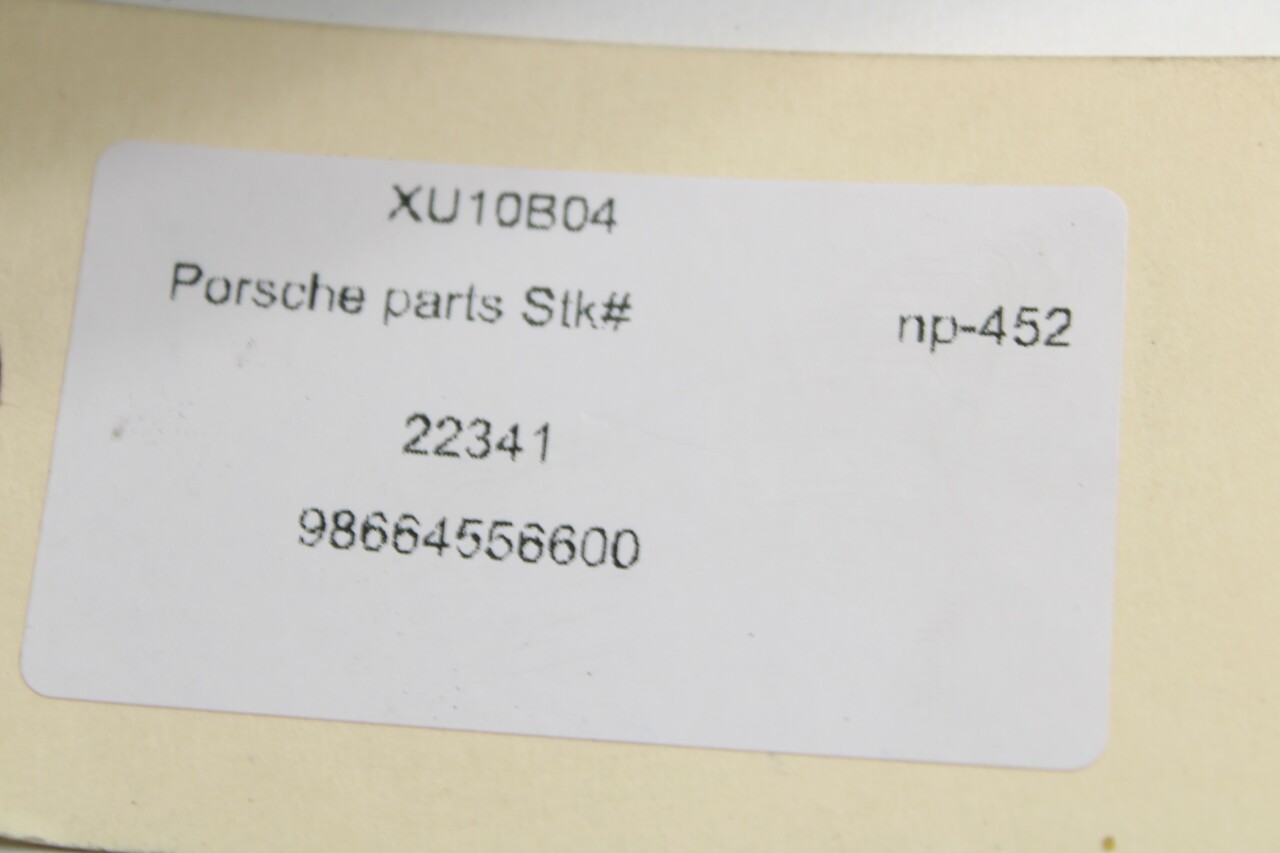 XU10B04
Porsche parts Stk# np-452
22341
98664556600